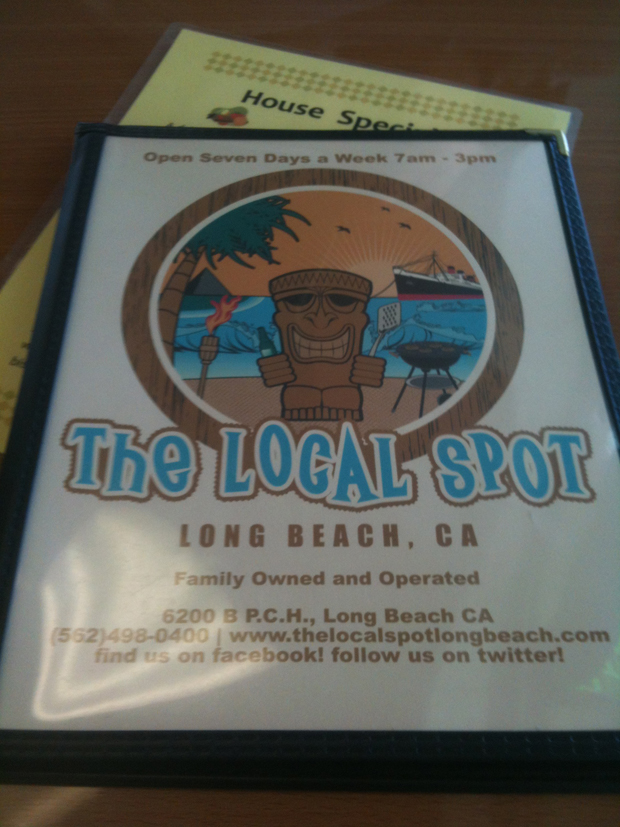 House
Open Seven Days a Week 7am - 3pm
The LOCAL SPOT
LONG BEACH, CA
Family Owned and Operated
6200 B P.C.H., Long Beach CA
(562)498-0400 | www.thelocalspotlongbeach.com
find us on facebook! follow us on twitter!